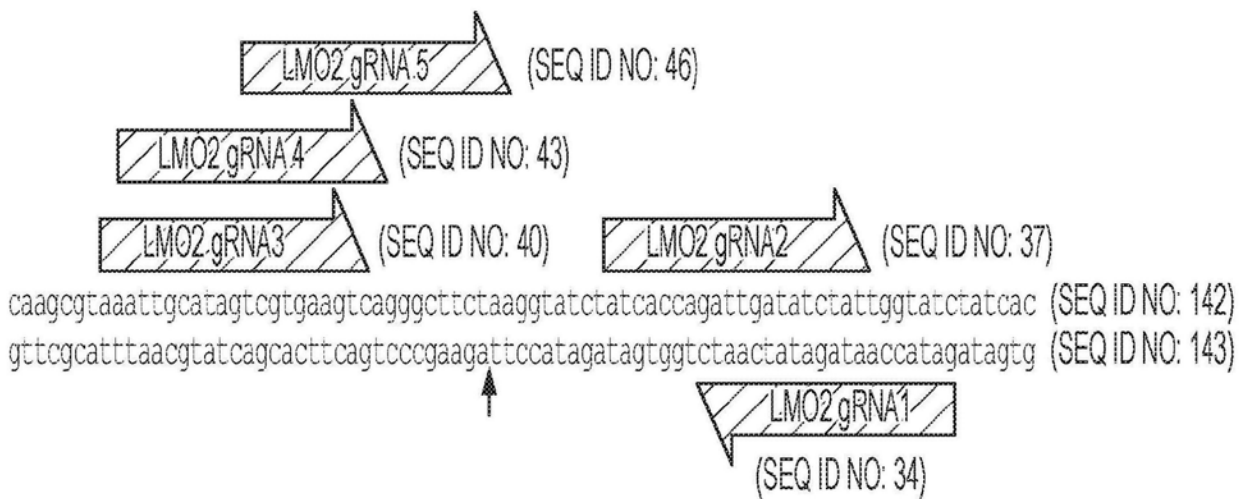 LMO2 gRNA 5 (SEQ ID NO: 46)
LMO2 gRNA 4 (SEQ ID NO: 43)
LMO2 gRNA3 (SEQ ID NO: 40) LMO2 gRNA2 (SEQ ID NO: 37)
caagcgtaaattgcatagtcgtgaagtcagggcttctaaggtatctatcaccagattgatatctattggtatctatcac (SEQ ID NO: 142)
gttcgcatttaacgtatcagcacttcagtcccgaagattccatagatagtggtctaactatagataaccatagatagtg (SEQ ID NO: 143)
LMO2 gRNA1
(SEQ ID NO: 34)